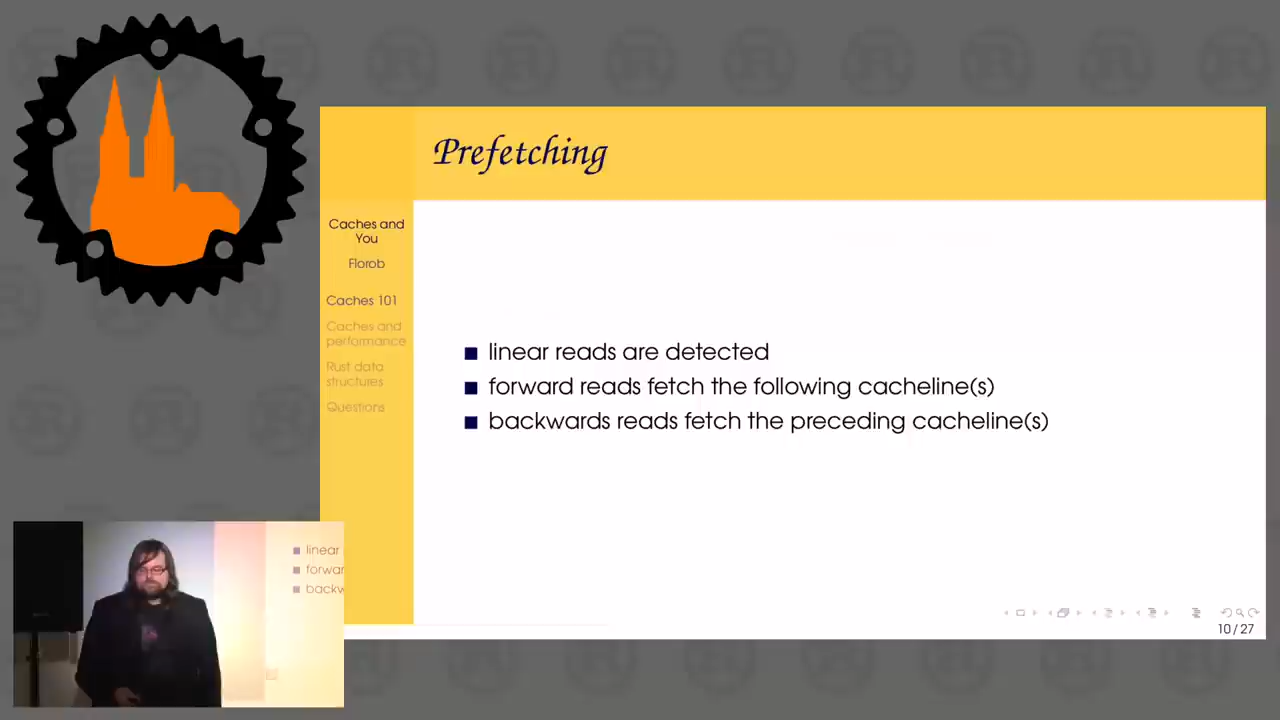 Prefetching
Caches and
You
Florob
Caches 101
Caches and
performance
Rust data
structures
Questions
linear reads are detected
forward reads fetch the following cacheline(s)
backwards reads fetch the preceding cacheline(s)
10 / 27
linear
forwar
backw